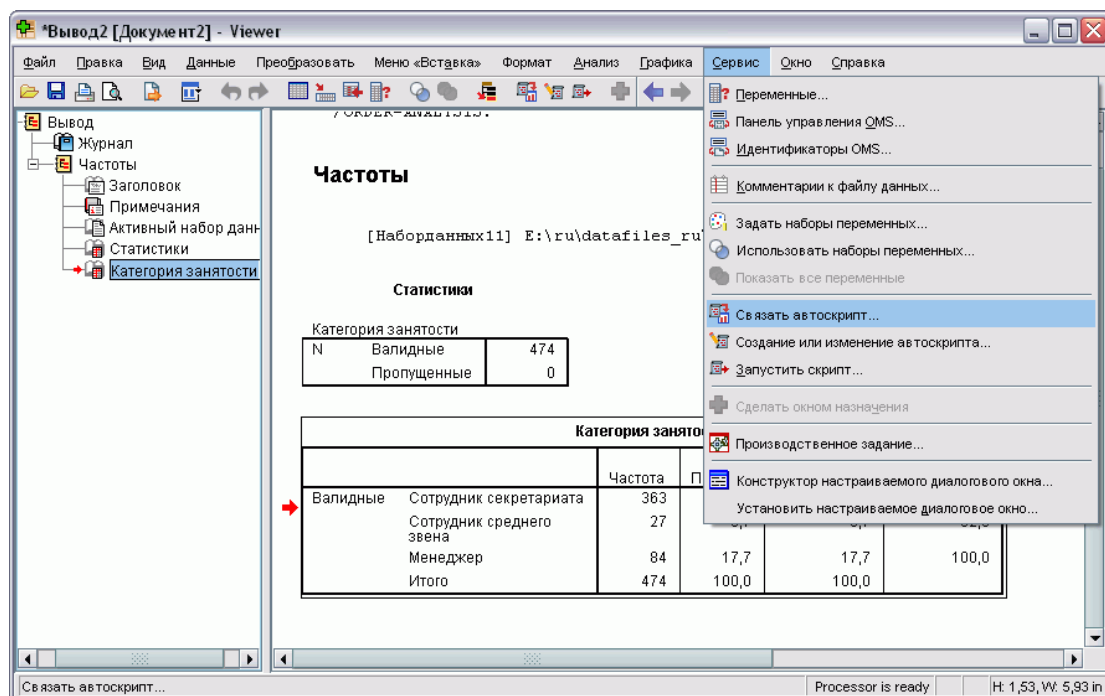 *Вывод2 [Документ2] - Viewer
Файл Правка Вид Данные Преобразовать Меню «Вставка» Формат Анализ Графика Сервис Окно Справка
Вывод
Журнал
Частоты
Заголовок
Примечания
Активный набор данн
Статистики
Категория занятости
/ORDER=ANALYSIS.
Частоты
[Наборданных11] E:\ru\datafiles_ru\
Статистики
Категория занятости
N Валидные 474
Пропущенные 0
Категория занято
Частота П
Валидные Сотрудник секретариата 363
Сотрудник среднего звена 27
Менеджер 84 17,7 17,7 100,0
Итого 474 100,0 100,0
Переменные...
Панель управления OMS...
Идентификаторы OMS...
Комментарии к файлу данных...
Задать наборы переменных...
Использовать наборы переменных...
Показать все переменные
Связать автоскрипт...
Создание или изменение автоскрипта...
Запустить скрипт...
Сделать окном назначения
Производственное задание...
Конструктор настраиваемого диалогового окна...
Установить настраиваемое диалоговое окно...
Связать автоскрипт... Processor is ready H: 1,53, W: 5,93 in